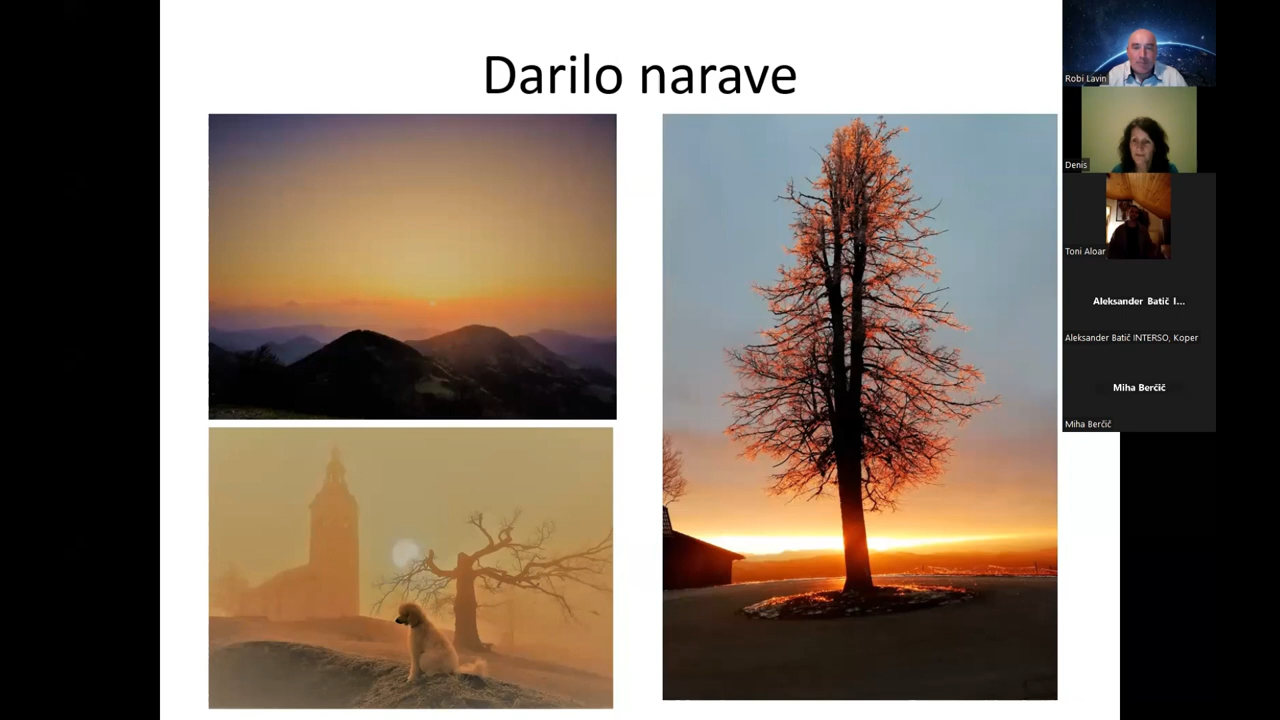 Darilo narave
Robi Lavin
Denis
Toni Aloar
Aleksander Batič I...
Aleksander Batič INTERSO, Koper
Miha Berčič
Miha Berčič